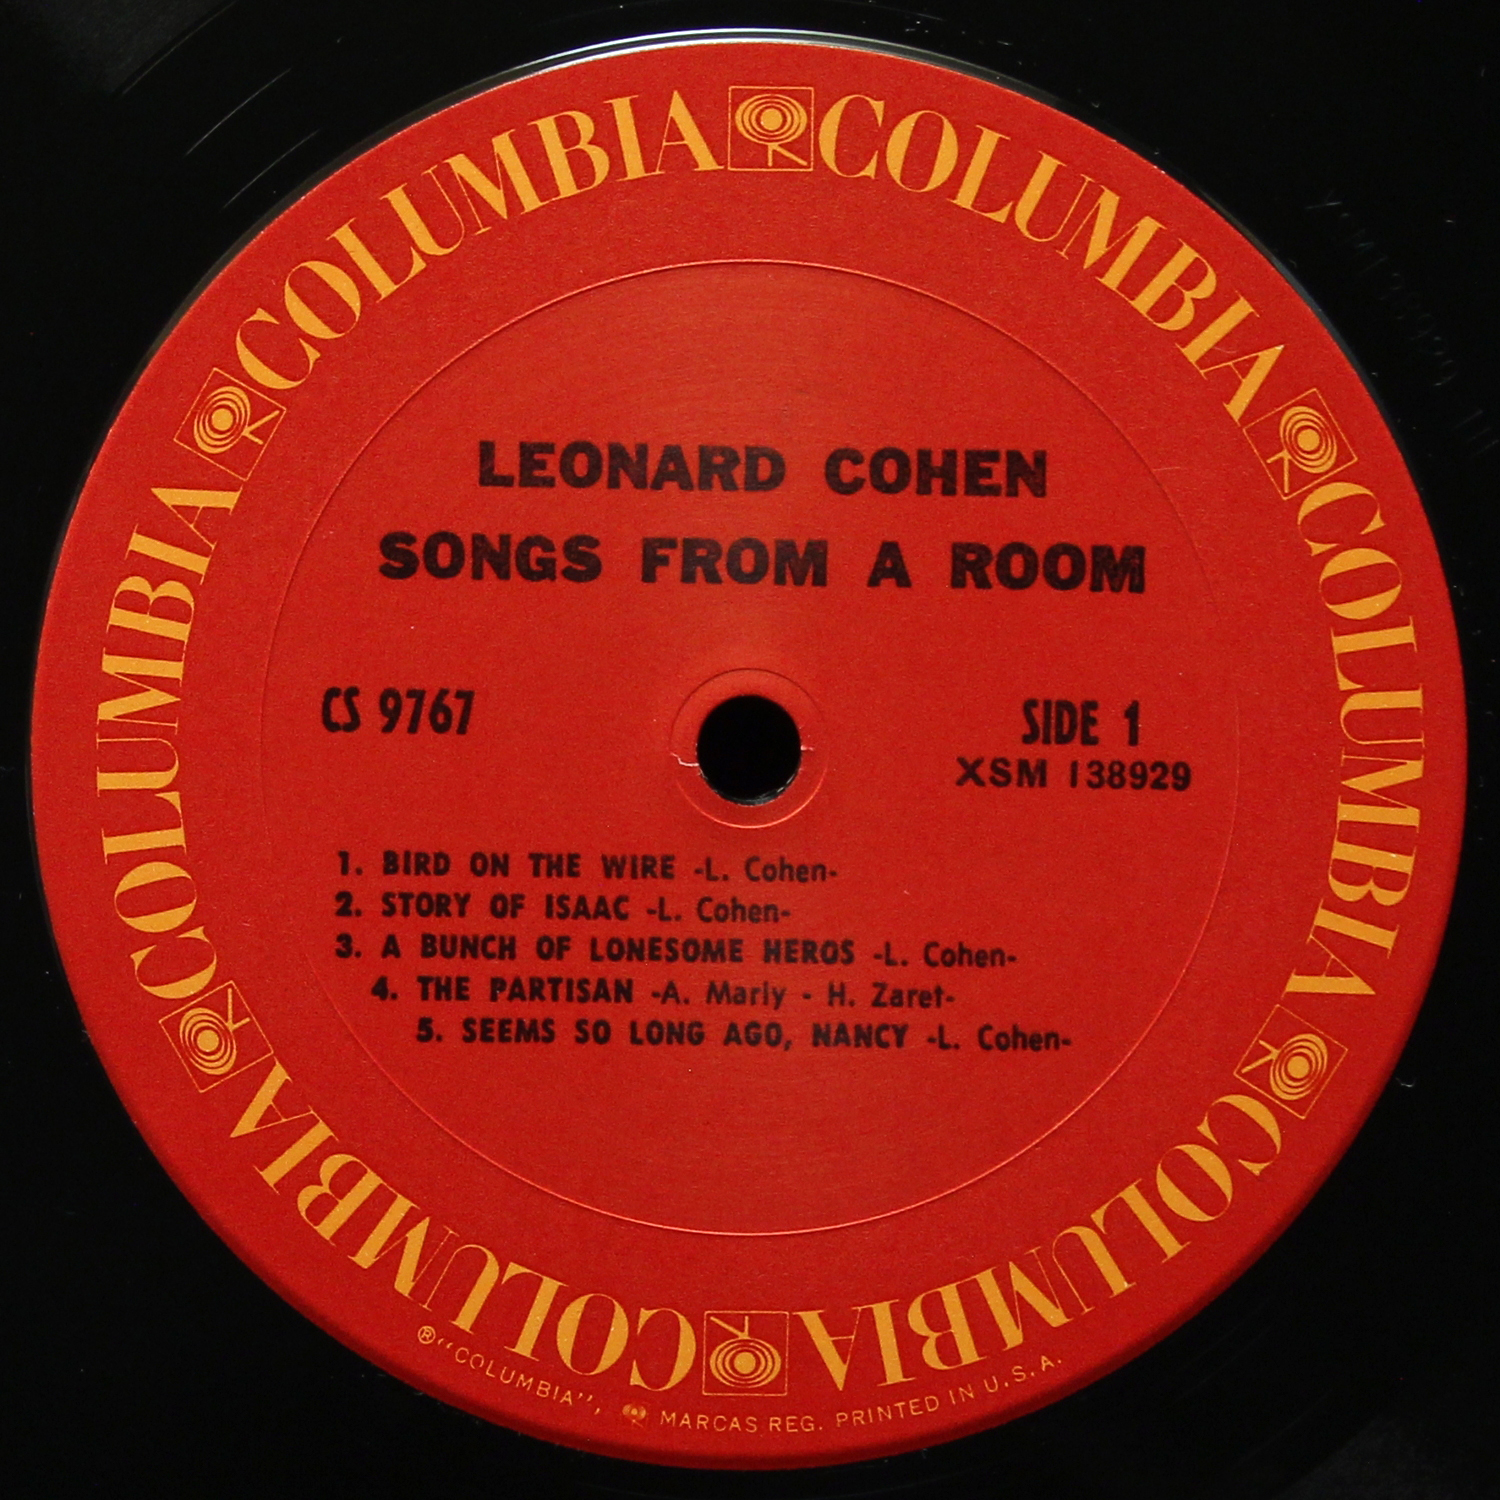 COLUMBIA COLUMBIA COLUMBIA COLUMBIA COLUMBIA COLUMBIA
LEONARD COHEN
SONGS FROM A ROOM
CS 9767
SIDE 1
XSM 138929
1. BIRD ON THE WIRE -L. Cohen-
2. STORY OF ISAAC -L. Cohen-
3. A BUNCH OF LONESOME HEROS -L. Cohen-
4. THE PARTISAN -A. Marly - H. Zaret-
5. SEEMS SO LONG AGO, NANCY -L. Cohen-
® "COLUMBIA", MARCAS REG. PRINTED IN U.S.A.